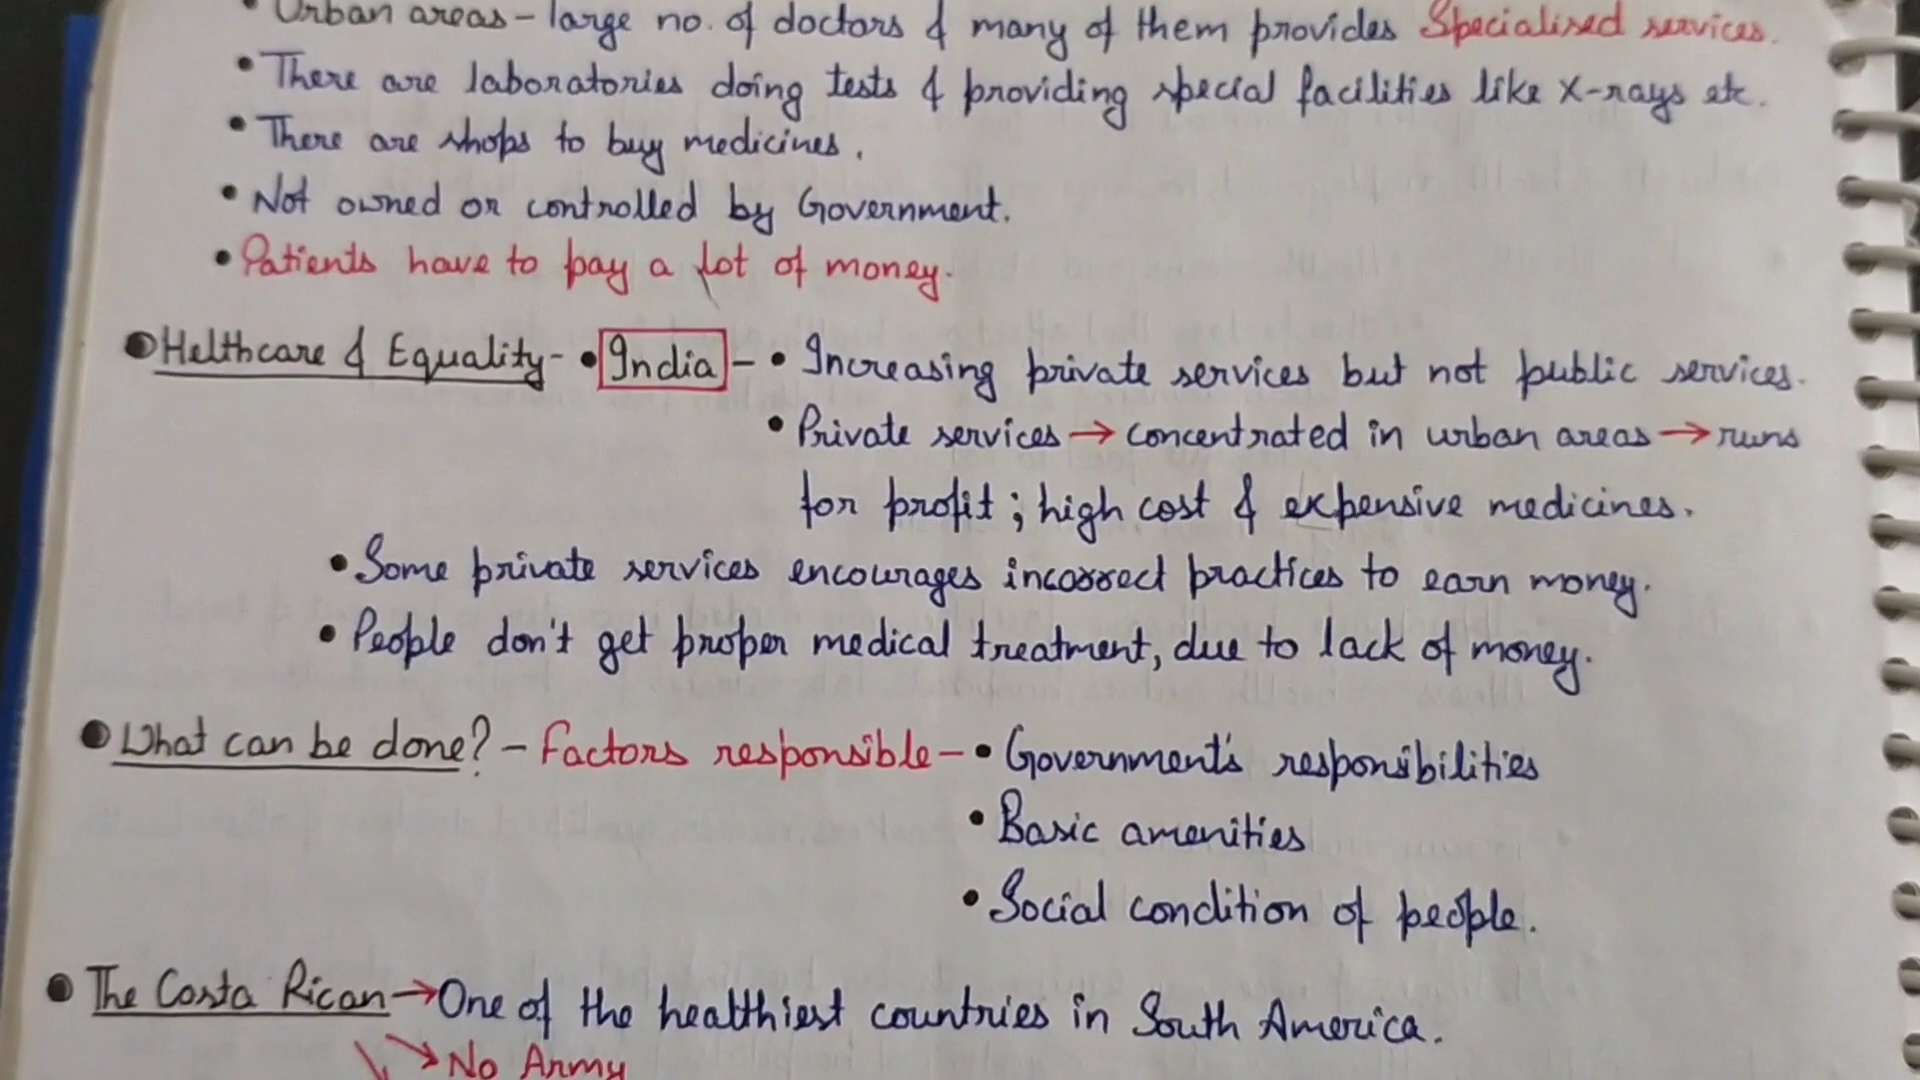 • Urban areas - large no. of doctors & many of them provides Specialised services.
• There are laboratories doing tests & providing special facilities like X-rays etc.
• There are shops to buy medicines.
• Not owned or controlled by Government.
• Patients have to pay a lot of money.
● Helthcare & Equality - • India - • Increasing private services but not public services.
• Private services → concentrated in urban areas → runs
for profit ; high cost & expensive medicines.
• Some private services encourages incorrect practices to earn money.
• People don't get proper medical treatment, due to lack of money.
● What can be done? - Factors responsible - • Government's responsibilities
• Basic amenities
• Social condition of people.
● The Costa Rican → One of the healthiest countries in South America.
→ No Army